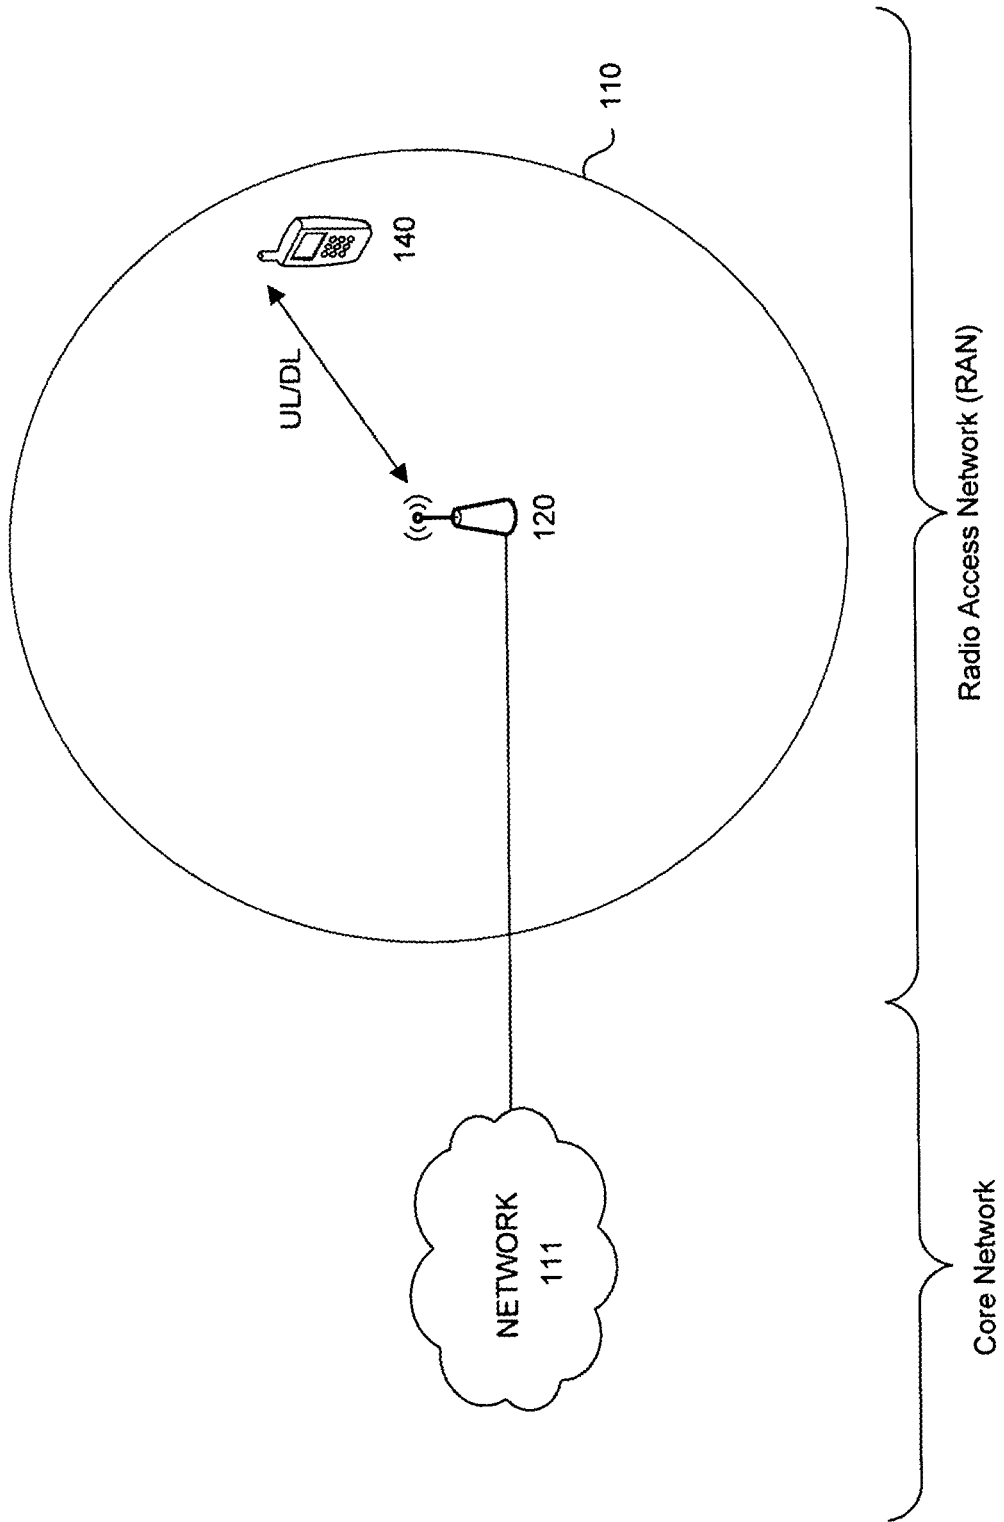 110
140
UL/DL
120
NETWORK
111
Core Network
Radio Access Network (RAN)